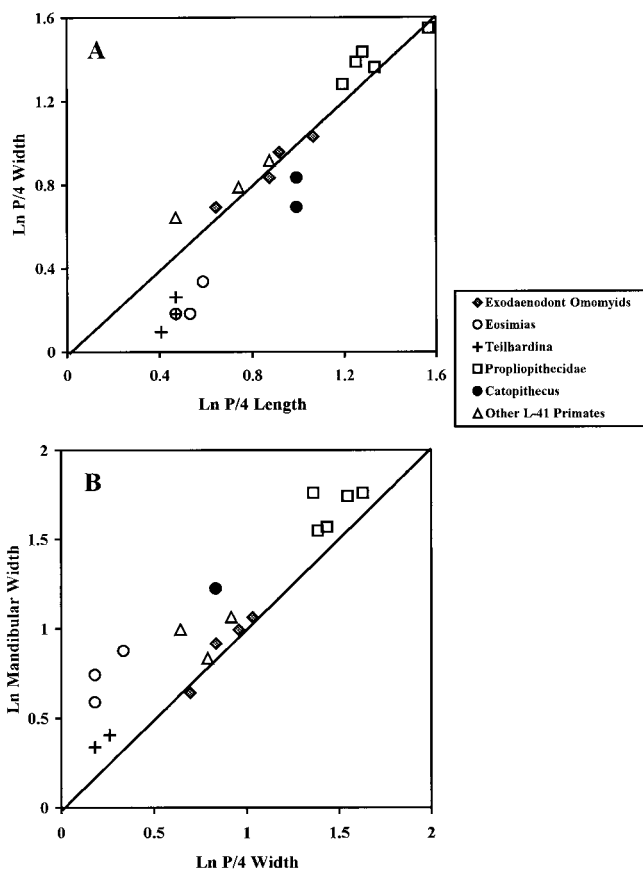 1.6
A
1.2
Ln P/4 Width
0.8
0.4
0
0 0.4 0.8 1.2 1.6
Ln P/4 Length
Exodaenodont Omomyids
Eosimias
Teilhardina
Propliopithecidae
Catopithecus
Other L-41 Primates
2
B
1.5
Ln Mandibular Width
1
0.5
0
0 0.5 1 1.5 2
Ln P/4 Width